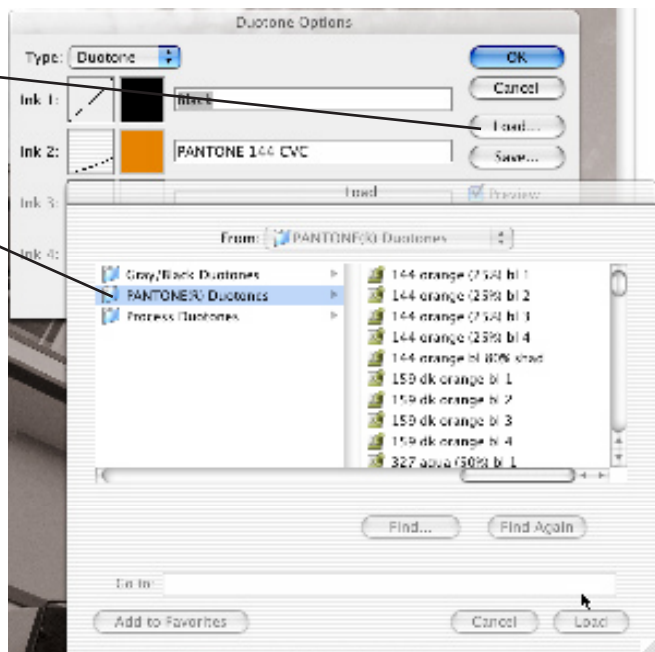 Duotone Options
Type: Duotone
OK
Ink 1: Black
Cancel
Load...
Ink 2: PANTONE 144 CVC
Save...
Ink 3:
Preview
Ink 4:
Load
From: PANTONE(R) Duotones
Gray/Black Duotones
PANTONE(R) Duotones
Process Duotones
144 orange (25%) bl 1
144 orange (25%) bl 2
144 orange (25%) bl 3
144 orange (25%) bl 4
144 orange bl 80% shad
159 dk orange bl 1
159 dk orange bl 2
159 dk orange bl 3
159 dk orange bl 4
327 aqua (50%) bl 1
Find...
Find Again
Go to:
Add to Favorites
Cancel
Load